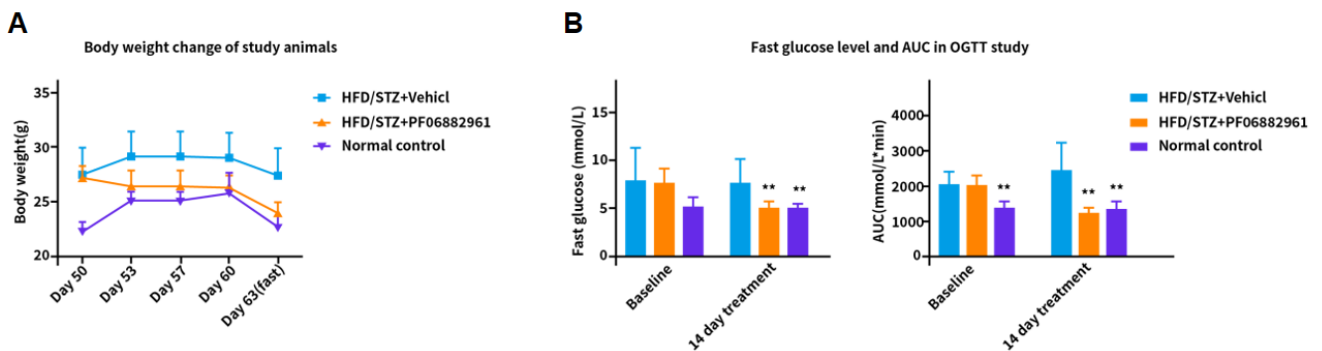 A
Body weight change of study animals
Body weight(g)
35
30
25
20
Day 50
Day 53
Day 57
Day 60
Day 63(fast)
HFD/STZ+Vehicl
HFD/STZ+PF06882961
Normal control
B
Fast glucose level and AUC in OGTT study
Fast glucose (mmol/L)
15
10
5
0
** **
Baseline
14 day treatment
AUC(mmol/L*min)
4000
3000
2000
1000
0
**
** **
Baseline
14 day treatment
HFD/STZ+Vehicl
HFD/STZ+PF06882961
Normal control